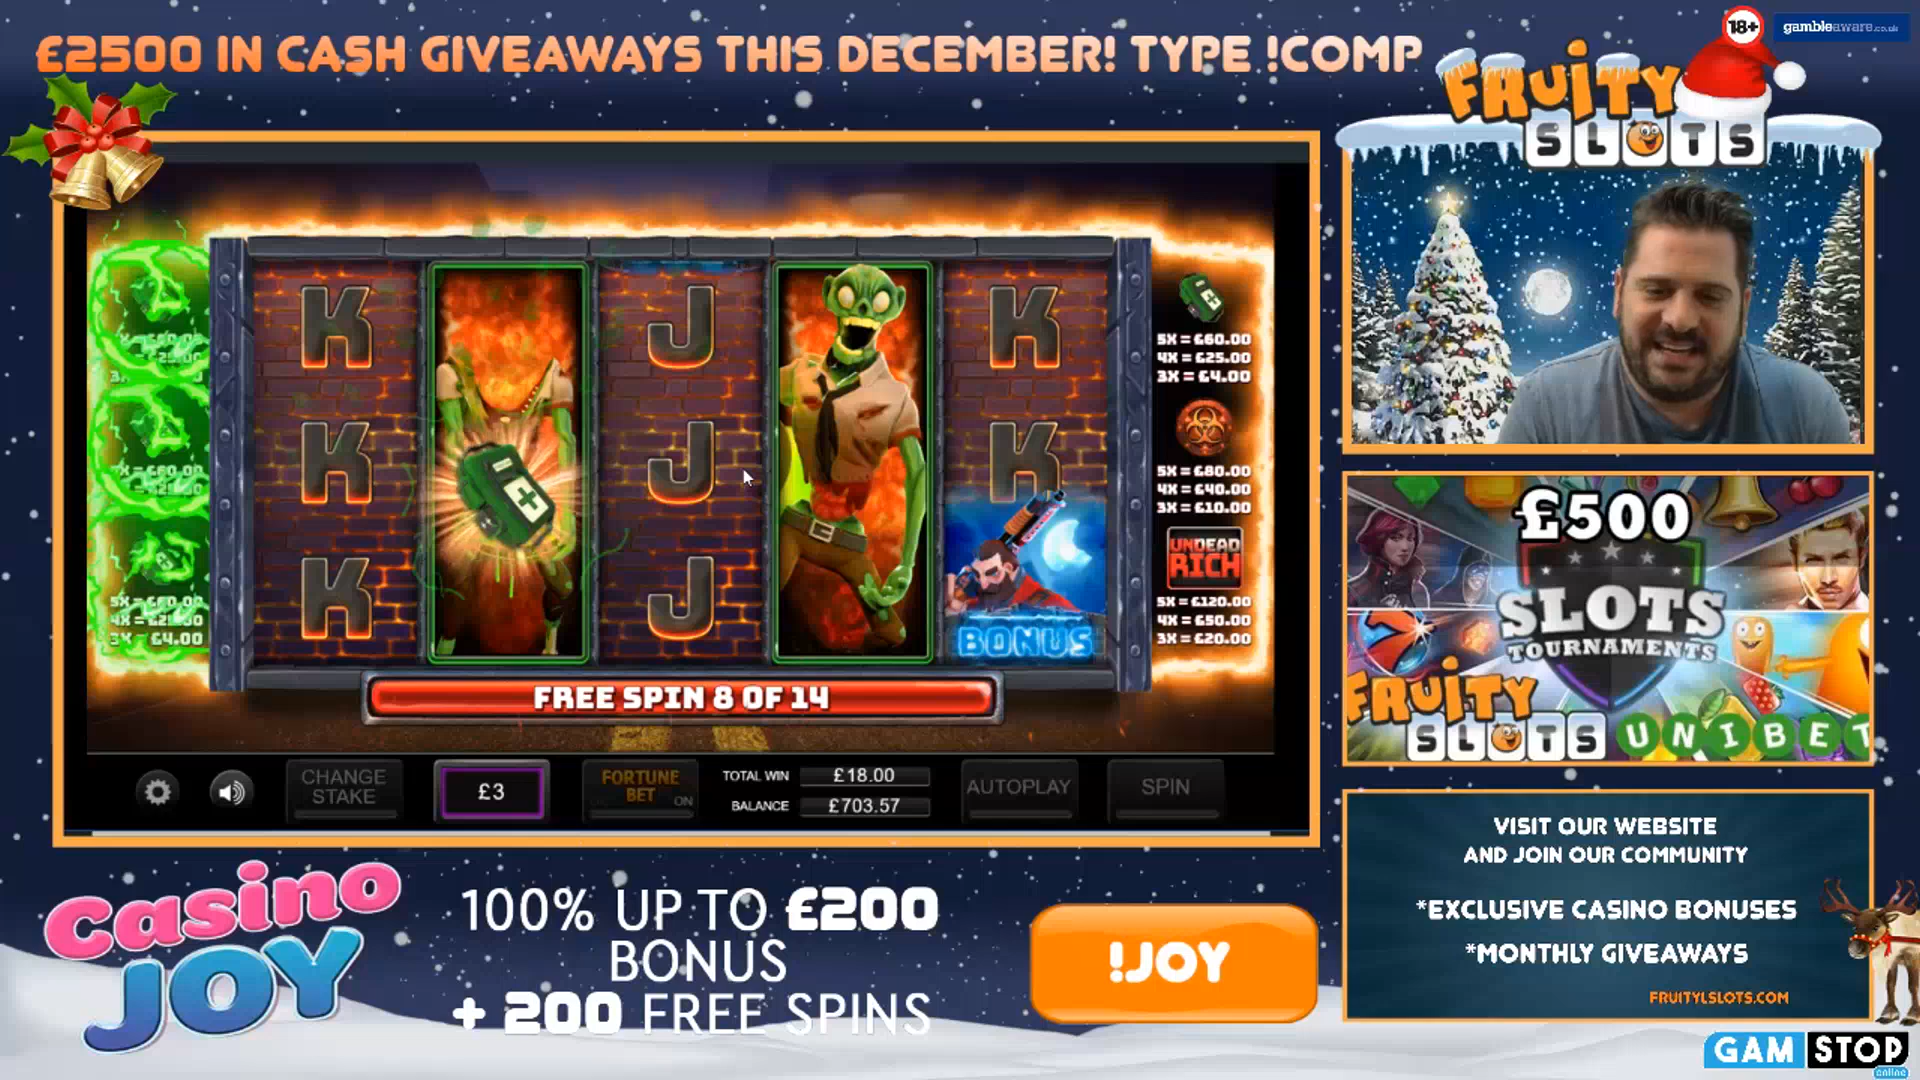 £2500 IN CASH GIVEAWAYS THIS DECEMBER! TYPE !COMP
18+
gambleaware.co.uk
FRUITY
SLOTS
K J K
K J K
K J
BONUS
5X = £60.00
4X = £25.00
3X = £4.00
5X = £80.00
4X = £40.00
3X = £10.00
UNDEAD
RICH
5X = £120.00
4X = £50.00
3X = £20.00
3X = £4.00
FREE SPIN 8 OF 14
CHANGE
STAKE
£3
FORTUNE
BET
ON
TOTAL WIN £18.00
BALANCE £703.57
AUTOPLAY
SPIN
£500
SLOTS
TOURNAMENTS
FRUITY
SLOTS
UNIBET
VISIT OUR WEBSITE
AND JOIN OUR COMMUNITY
*EXCLUSIVE CASINO BONUSES
*MONTHLY GIVEAWAYS
FRUITYLSLOTS.COM
Casino
JOY
100% UP TO £200
BONUS
+ 200 FREE SPINS
!JOY
GAMSTOP
online